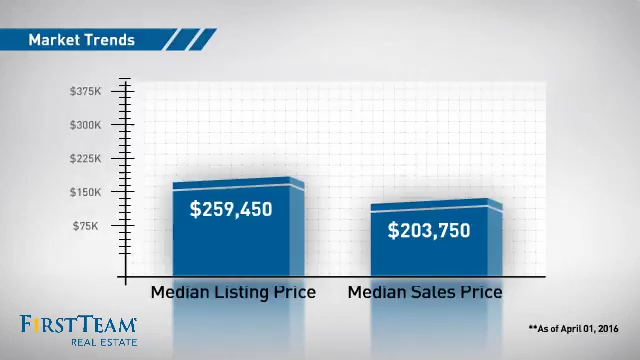 Market Trends
$375K
$300K
$225K
$150K
$75K
$259,450
$203,750
Median Listing Price
Median Sales Price
FIRSTTEAM®
REAL ESTATE
**As of April 01, 2016